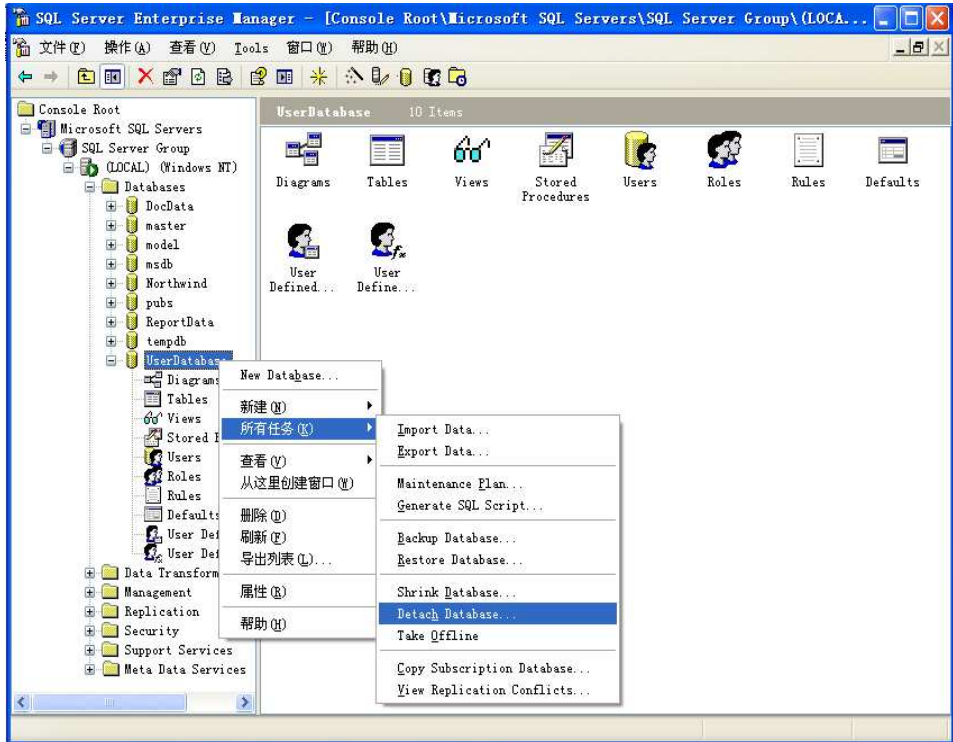 SQL Server Enterprise Manager - [Console Root\Microsoft SQL Servers\SQL Server Group\(LOCA...
文件(F) 操作(A) 查看(V) Tools 窗口(W) 帮助(H)
Console Root
Microsoft SQL Servers
SQL Server Group
(LOCAL) (Windows NT)
Databases
DocData
master
model
msdb
Northwind
pubs
ReportData
tempdb
UserDatabase
Diagrams
Tables
Views
Stored
Users
Roles
Rules
Defaults
User Def
User Def
Data Transform
Management
Replication
Security
Support Services
Meta Data Services
UserDatabase 10 Items
Diagrams
Tables
Views
Stored
Procedures
Users
Roles
Rules
Defaults
User
Defined...
User
Define...
New Database...
新建(N)
所有任务(K)
查看(V)
从这里创建窗口(W)
删除(D)
刷新(F)
导出列表(L)...
属性(R)
帮助(H)
Import Data...
Export Data...
Maintenance Plan...
Generate SQL Script...
Backup Database...
Restore Database...
Shrink Database...
Detach Database...
Take Offline
Copy Subscription Database...
View Replication Conflicts...